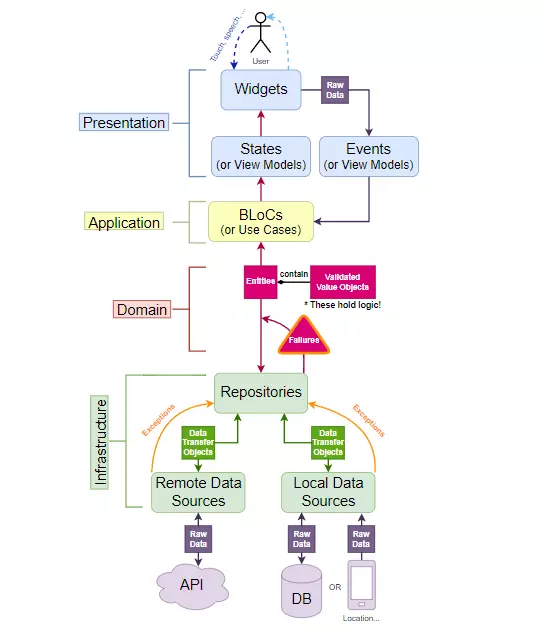 Touch, speech, ...
User
Widgets
Raw
Data
Presentation
States
(or View Models)
Events
(or View Models)
Application
BLoCs
(or Use Cases)
Entities
contain
Validated
Value Objects
* These hold logic!
Domain
Failures
Infrastructure
Repositories
Exceptions
Exceptions
Data
Transfer
Objects
Data
Transfer
Objects
Remote Data
Sources
Local Data
Sources
Raw
Data
Raw
Data
Raw
Data
API
DB
OR
Location...